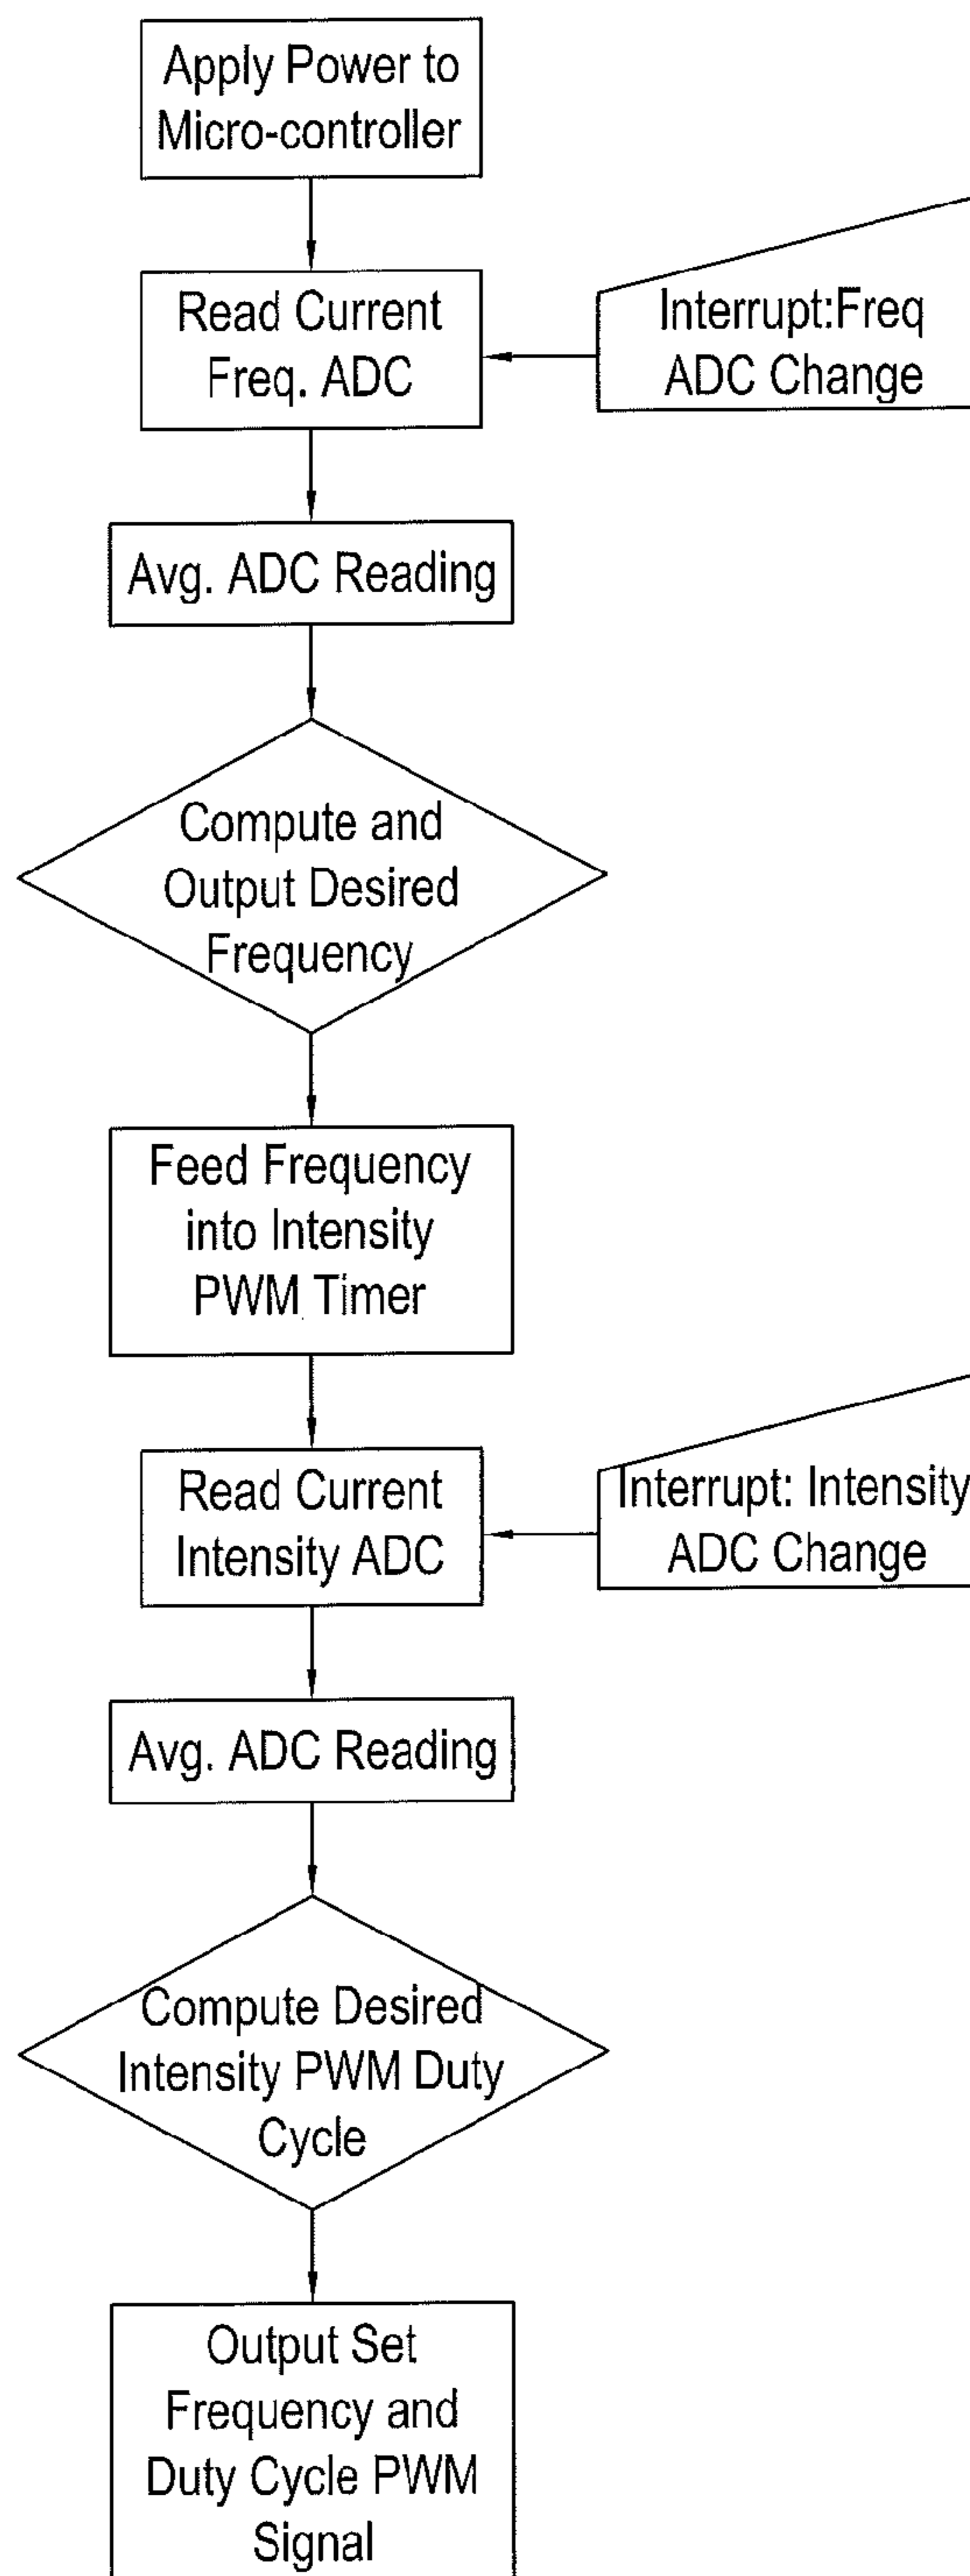 Apply Power to
Micro-controller
Read Current
Freq. ADC
Interrupt:Freq
ADC Change
Avg. ADC Reading
Compute and
Output Desired
Frequency
Feed Frequency
into Intensity
PWM Timer
Read Current
Intensity ADC
Interrupt: Intensity
ADC Change
Avg. ADC Reading
Compute Desired
Intensity PWM Duty
Cycle
Output Set
Frequency and
Duty Cycle PWM
Signal